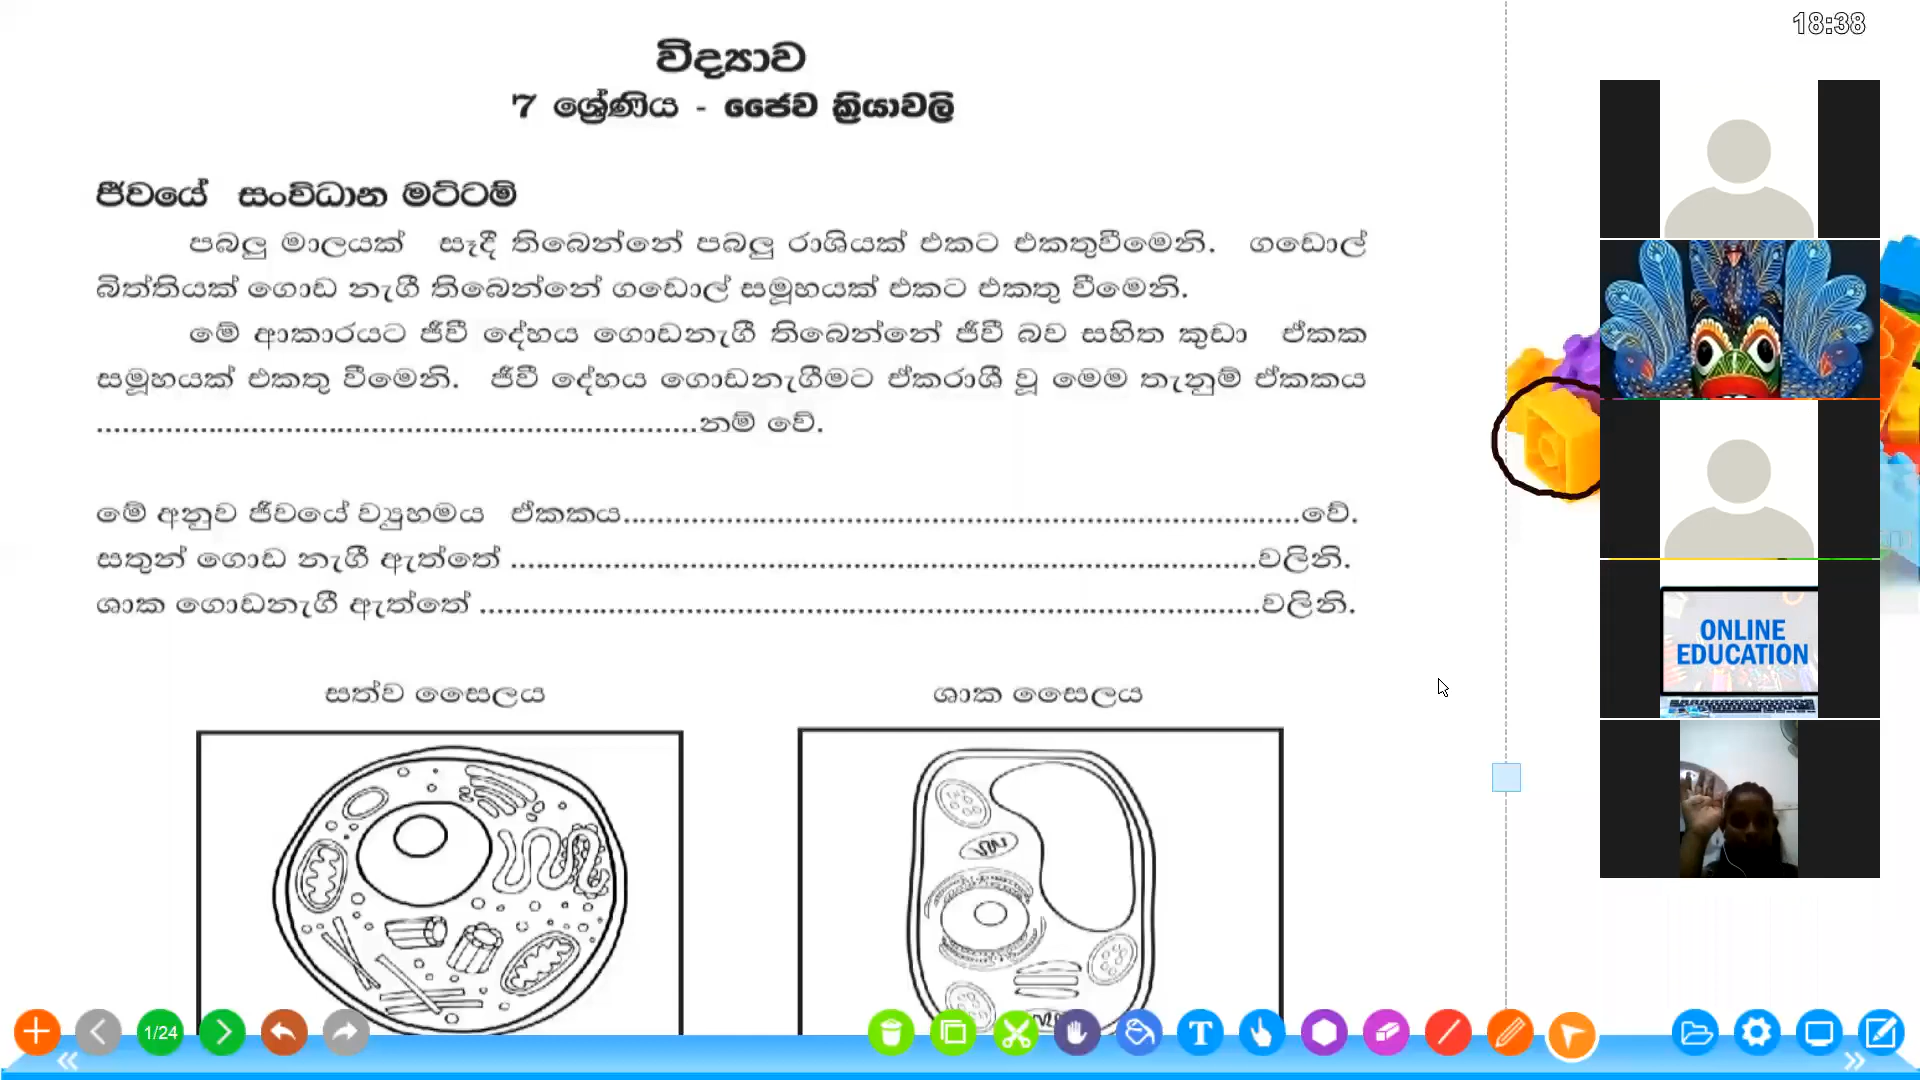 18:38
විද්‍යාව
7 ශ්‍රේණිය - ජෛව ක්‍රියාවලි
ජීවයේ සංවිධාන මට්ටම්
පබලු මාලයක් සෑදී තිබෙන්නේ පබලු රාශියක් එකට එකතුවීමෙනි. ගඩොල්
බිත්තියක් ගොඩ නැගී තිබෙන්නේ ගඩොල් සමූහයක් එකට එකතු වීමෙනි.
මේ ආකාරයට ජීවී දේහය ගොඩනැගී තිබෙන්නේ ජීවී බව සහිත කුඩා ඒකක
සමූහයක් එකතු වීමෙනි. ජීවී දේහය ගොඩනැගීමට ඒකරාශී වූ මෙම තැනුම් ඒකකය
......................................................................නම් වේ.
මේ අනුව ජීවයේ ව්‍යුහමය ඒකකය...............................................................................වේ.
සතුන් ගොඩ නැගී ඇත්තේ .......................................................................................වලිනි.
ශාක ගොඩනැගී ඇත්තේ ...........................................................................................වලිනි.
සත්ව සෛලය
ශාක සෛලය
ONLINE
EDUCATION
1/24
T